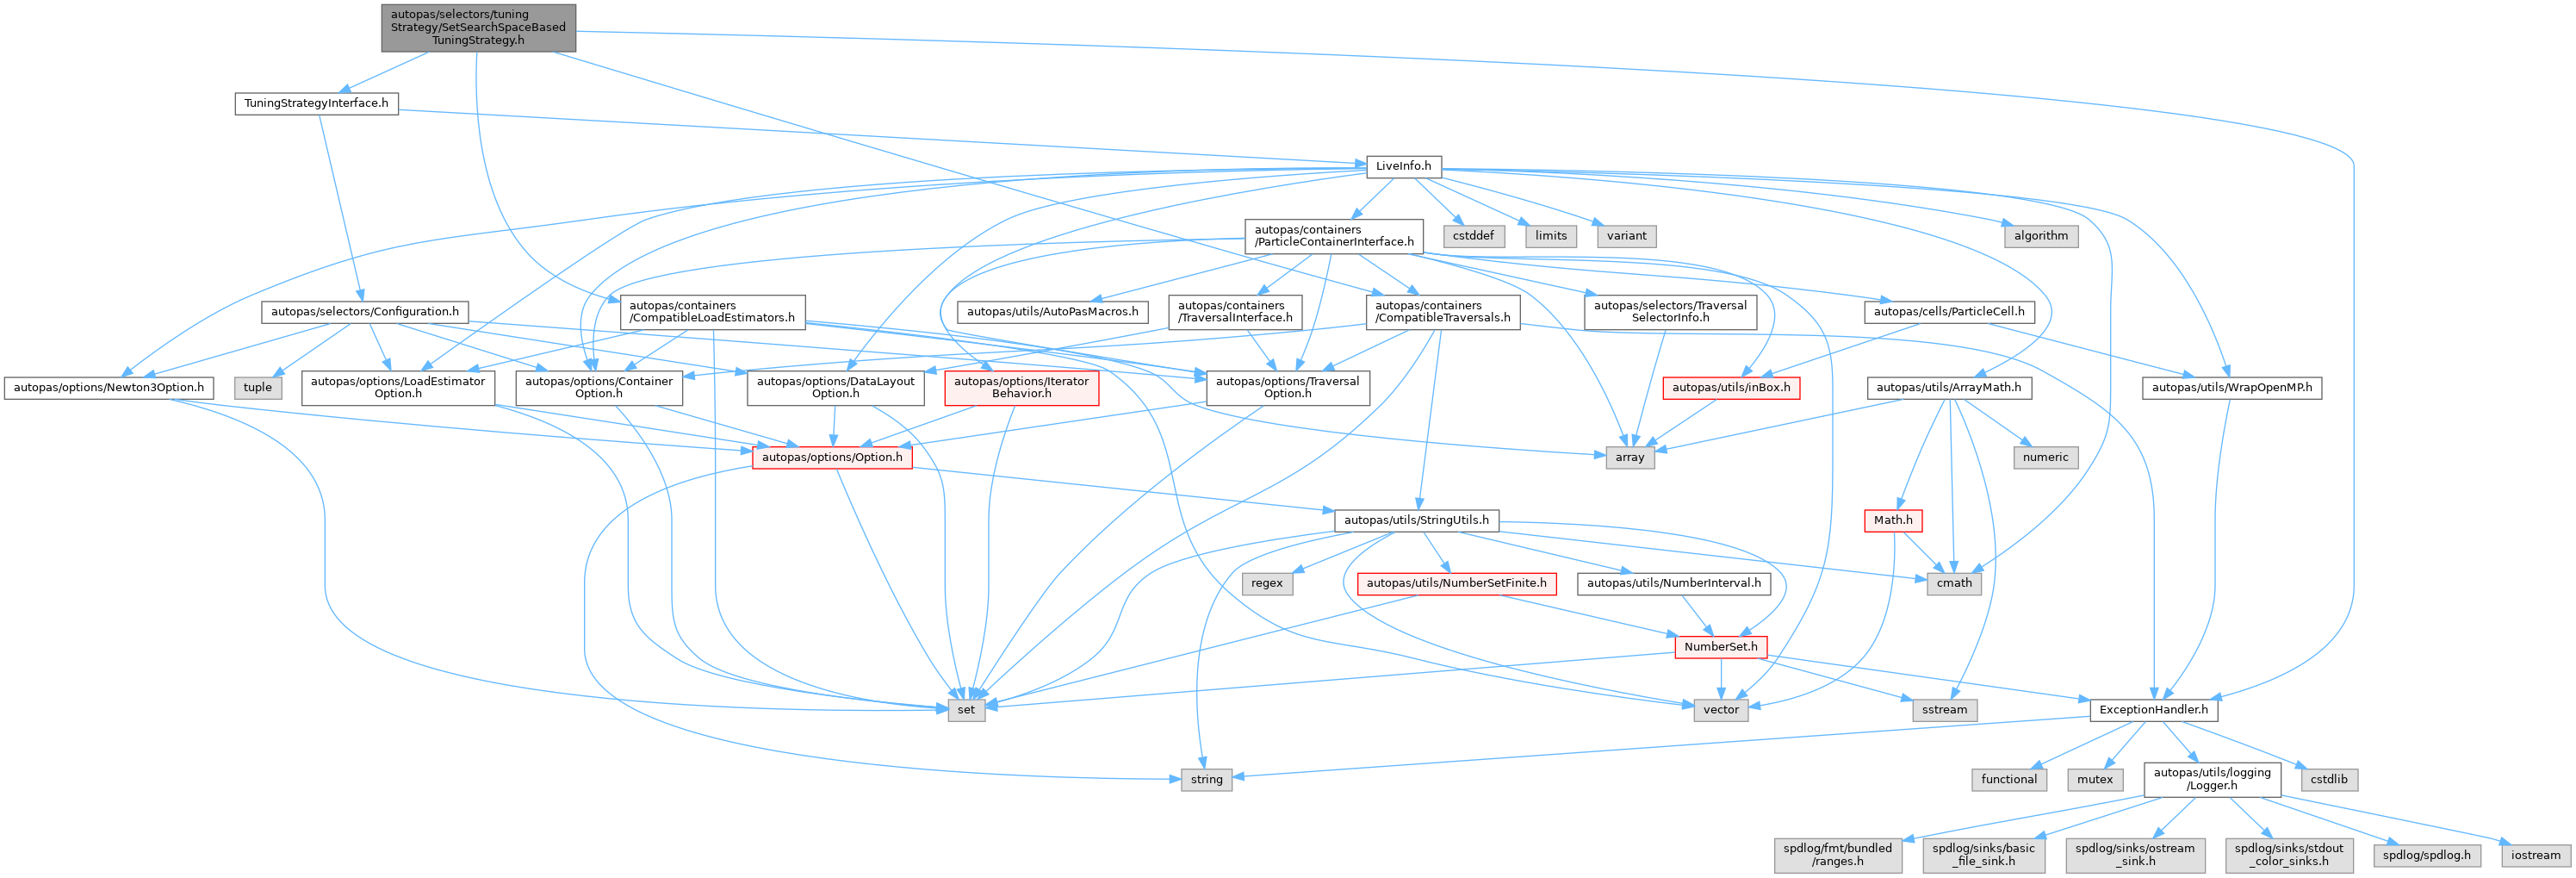 autopas/selectors/tuning
Strategy/SetSearchSpaceBased
TuningStrategy.h
TuningStrategyInterface.h
LiveInfo.h
autopas/containers
/ParticleContainerInterface.h
cstddef
limits
variant
algorithm
autopas/selectors/Configuration.h
autopas/containers
/CompatibleLoadEstimators.h
autopas/utils/AutoPasMacros.h
autopas/containers
/TraversalInterface.h
autopas/containers
/CompatibleTraversals.h
autopas/selectors/Traversal
SelectorInfo.h
autopas/cells/ParticleCell.h
autopas/options/Newton3Option.h
tuple
autopas/options/LoadEstimator
Option.h
autopas/options/Container
Option.h
autopas/options/DataLayout
Option.h
autopas/options/Iterator
Behavior.h
autopas/options/Traversal
Option.h
autopas/utils/inBox.h
autopas/utils/ArrayMath.h
autopas/utils/WrapOpenMP.h
autopas/options/Option.h
array
numeric
autopas/utils/StringUtils.h
Math.h
regex
autopas/utils/NumberSetFinite.h
autopas/utils/NumberInterval.h
cmath
NumberSet.h
set
vector
sstream
ExceptionHandler.h
string
functional
mutex
autopas/utils/logging
/Logger.h
cstdlib
spdlog/fmt/bundled
/ranges.h
spdlog/sinks/basic
_file_sink.h
spdlog/sinks/ostream
_sink.h
spdlog/sinks/stdout
_color_sinks.h
spdlog/spdlog.h
iostream